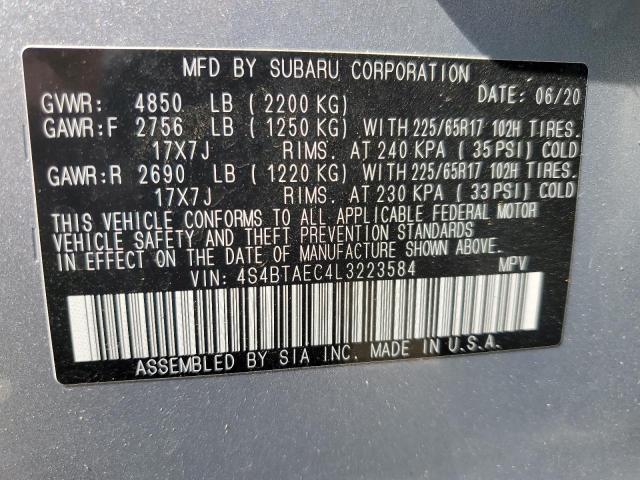 MFD BY SUBARU CORPORATION
GVWR: 4850 LB (2200 KG) DATE: 06/20
GAWR:F 2756 LB (1250 KG) WITH 225/65R17 102H TIRES.
17X7J RIMS. AT 240 KPA (35 PSI) COLD
GAWR:R 2690 LB (1220 KG) WITH 225/65R17 102H TIRES.
17X7J RIMS. AT 230 KPA (33 PSI) COLD
THIS VEHICLE CONFORMS TO ALL APPLICABLE FEDERAL MOTOR
VEHICLE SAFETY AND THEFT PREVENTION STANDARDS
IN EFFECT ON THE DATE OF MANUFACTURE SHOWN ABOVE.
VIN: 4S4BTAEC4L3223584 MPV
ASSEMBLED BY SIA INC. MADE IN U.S.A.